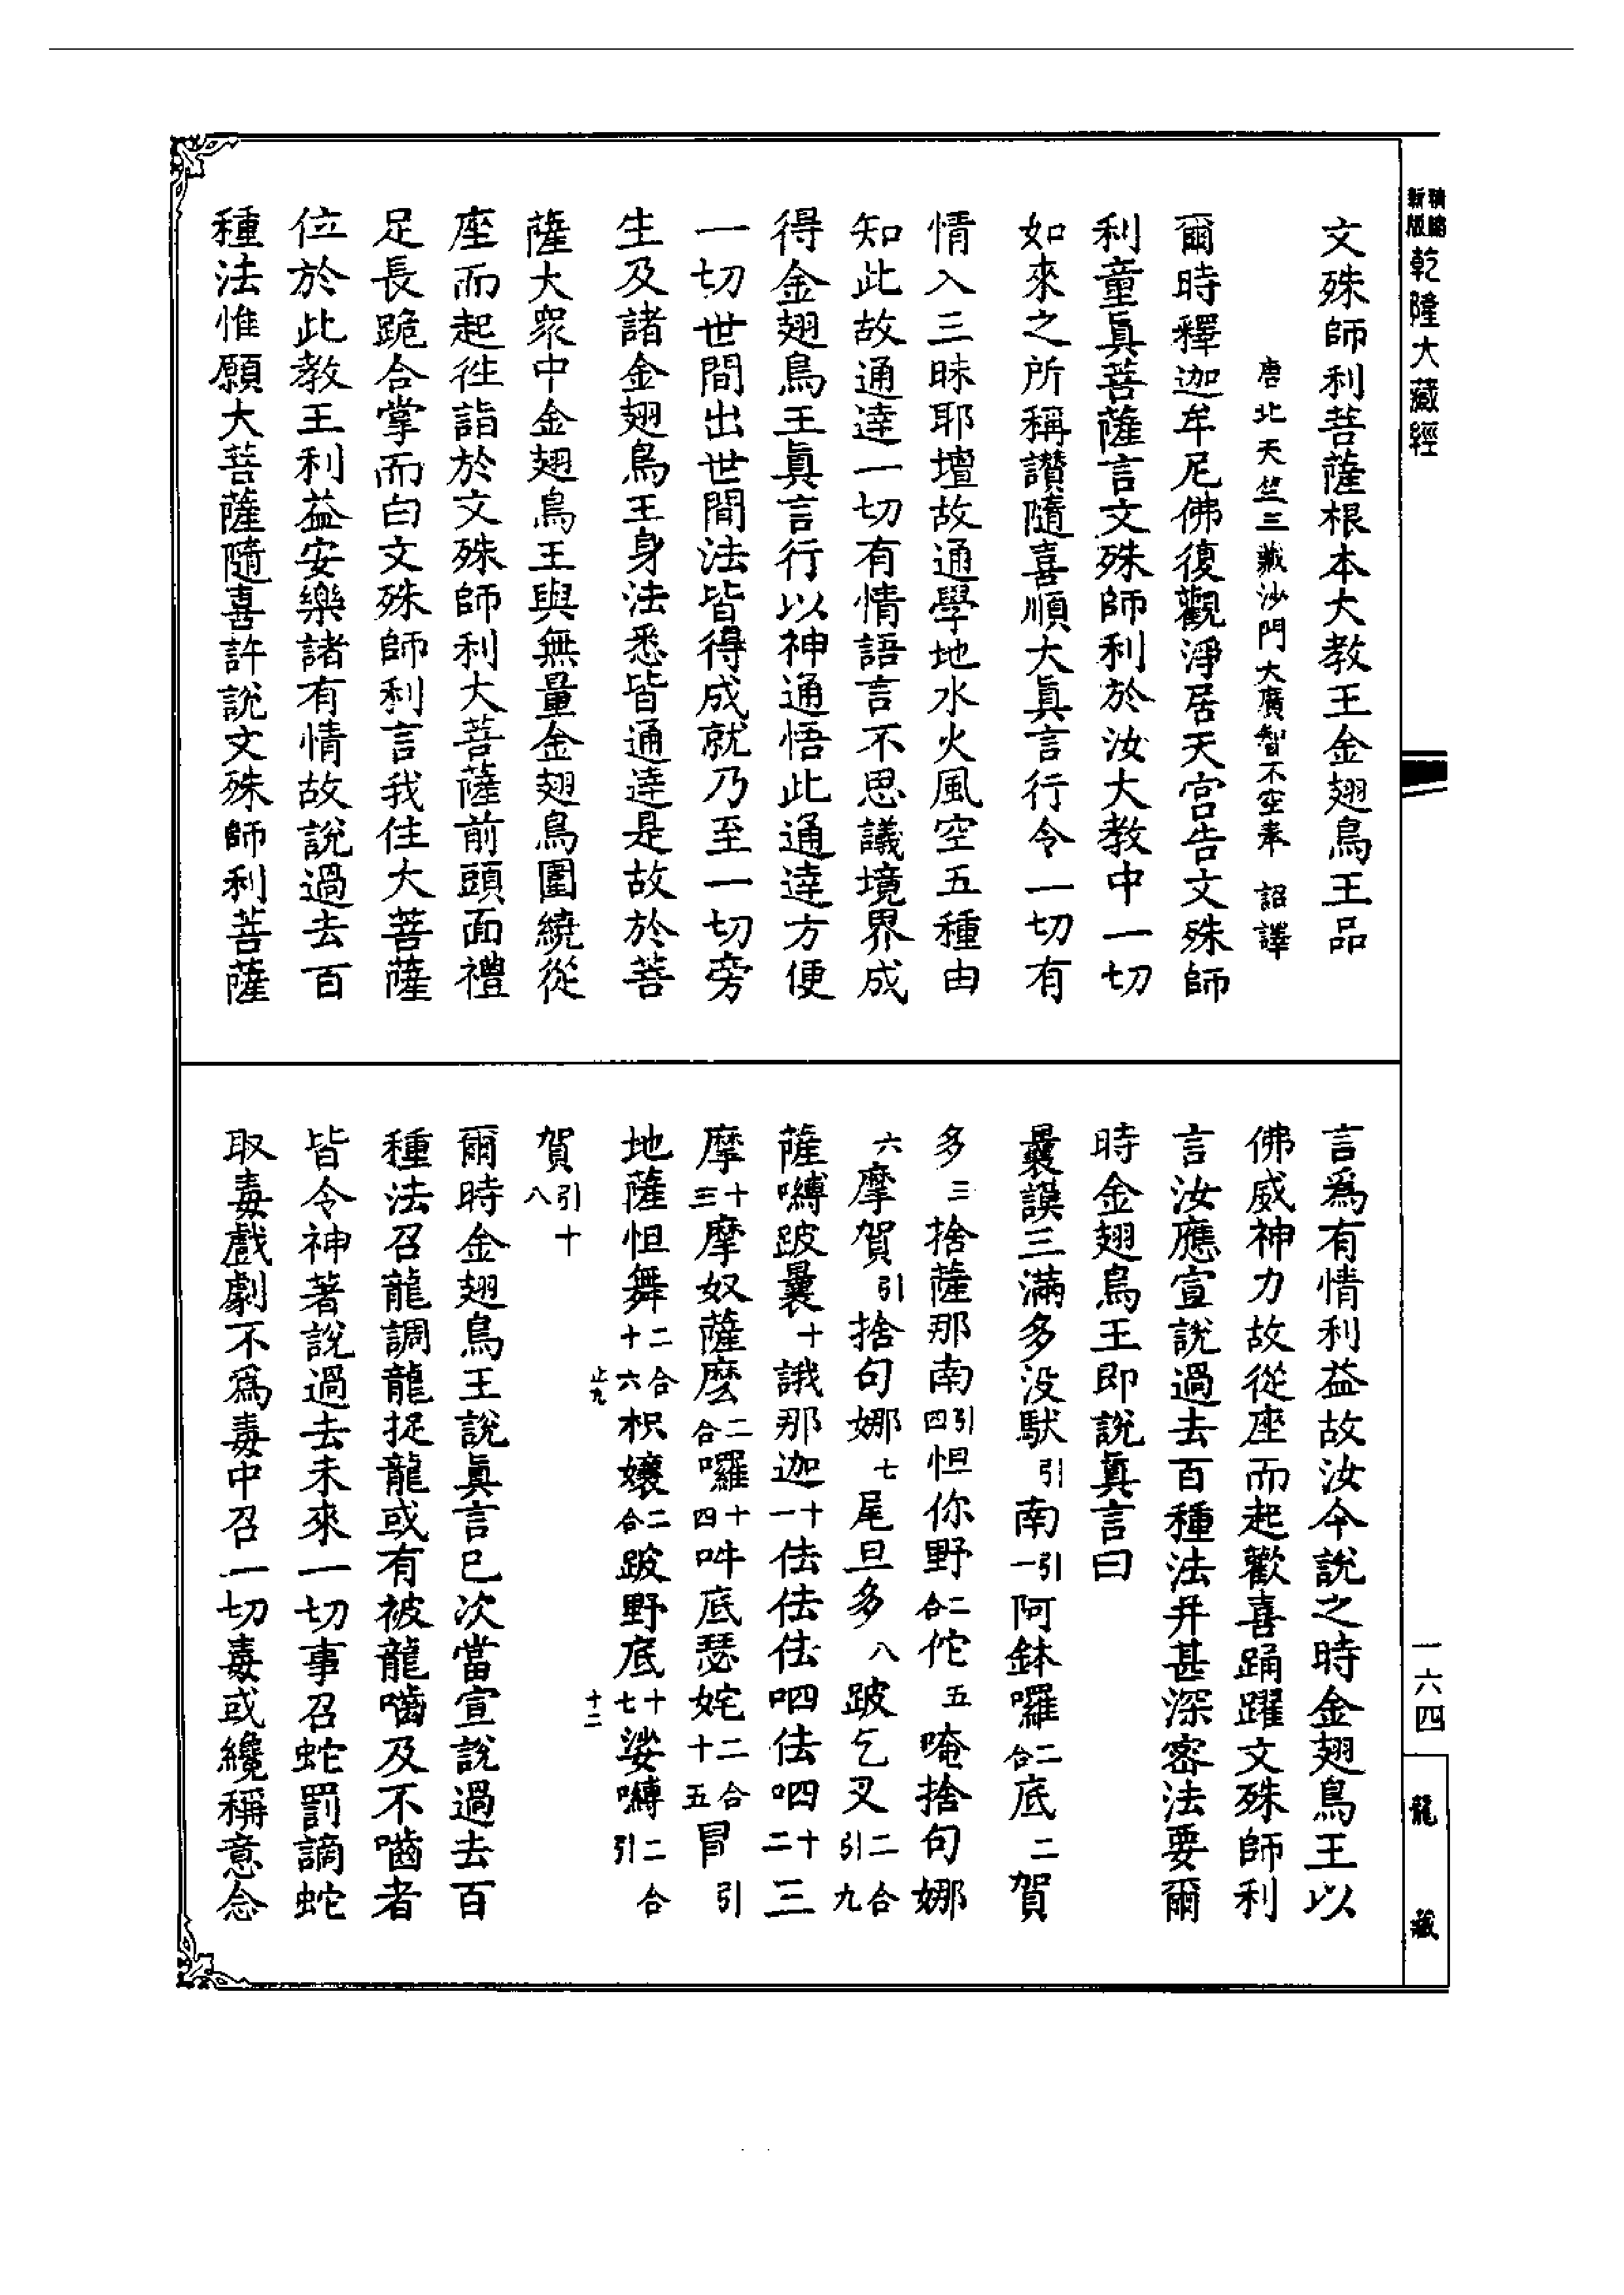 新版 精縮 乾隆大藏經
文殊師利菩薩根本大教王金翅鳥王品
唐北天竺三藏沙門大廣智不空奉 詔譯
爾時釋迦牟尼佛復觀淨居天宮告文殊師
利童眞菩薩言文殊師利於汝大教中一切
如來之所稱讚隨喜順大眞言行令一切有
情入三昧耶壇故通學地水火風空五種由
知此故通達一切有情語言不思議境界成
得金翅鳥王眞言行以神通悟此通達方便
一切世間出世間法皆得成就乃至一切旁
生及諸金翅鳥王身法悉皆通達是故於菩
薩大眾中金翅鳥王與無量金翅鳥圍繞從
座而起徃詣於文殊師利大菩薩前頭面禮
足長跪合掌而白文殊師利言我住大菩薩
位於此教王利益安樂諸有情故說過去百
種法惟願大菩薩隨喜許說文殊師利菩薩
言爲有情利益故汝今說之時金翅鳥王以
佛威神力故從座而起歡喜踊躍文殊師利
言汝應宣說過去百種法并甚深密法要爾
時金翅鳥王即說眞言曰
曩謨三滿多没馱引南引一阿鉢囉二合底二賀
多三捨薩那南引四怛你野二合佗五唵捨句娜
六摩賀引捨句娜七尾旦多八跛乞叉二合引九
薩嚩跛曩十誐那迦十一佉佉佉呬佉呬十二三
摩十三摩奴薩麼二合囉十四吽底瑟姹二合十五冒引
地薩怛舞二合十六枳孃二合跛野底十七娑嚩二合引
賀引十八
爾時金翅鳥王說眞言已次當宣說過去百
種法召龍調龍捉龍或有被龍嚙及不嚙者
皆令神著說過去未來一切事召蛇罰謫蛇
取毒戲劇不爲毒中召一切毒或纔稱意念
止九
十二
一六四
龍藏